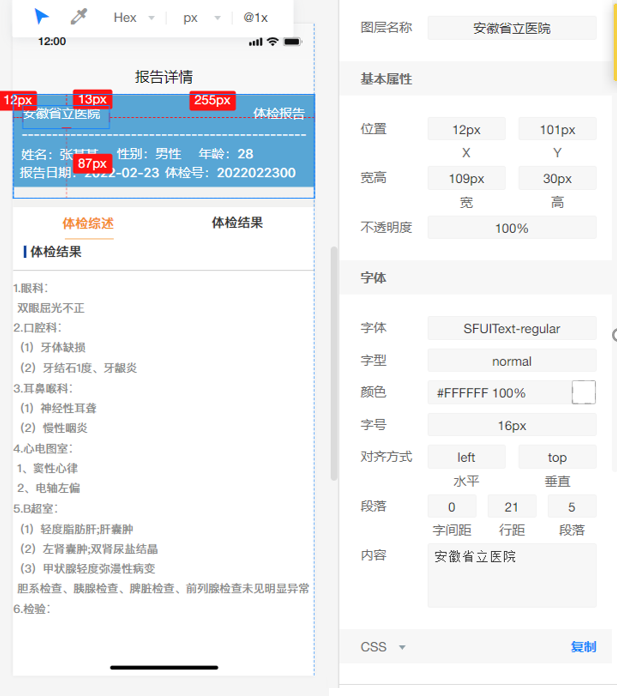 Hex px @1x
12:00
报告详情
12px 13px 255px
安徽省立医院 体检报告
姓名： 性别：男性 年龄：28
87px
报告日期：2022-02-23 体检号：2022022300
体检综述 体检结果
体检结果
1.眼科：
双眼屈光不正
2.口腔科：
（1）牙体缺损
（2）牙结石1度、牙龈炎
3.耳鼻喉科：
（1）神经性耳聋
（2）慢性咽炎
4.心电图室：
1、窦性心律
2、电轴左偏
5.B超室：
（1）轻度脂肪肝;肝囊肿
（2）左肾囊肿;双肾尿盐结晶
（3）甲状腺轻度弥漫性病变
胆系检查、胰腺检查、脾脏检查、前列腺检查未见明显异常
6.检验：
图层名称 安徽省立医院
基本属性
位置 12px 101px
X Y
宽高 109px 30px
宽 高
不透明度 100%
字体
字体 SFUIText-regular
字型 normal
颜色 #FFFFFF 100%
字号 16px
对齐方式 left top
水平 垂直
段落 0 21 5
字间距 行距 段落
内容 安徽省立医院
CSS 复制